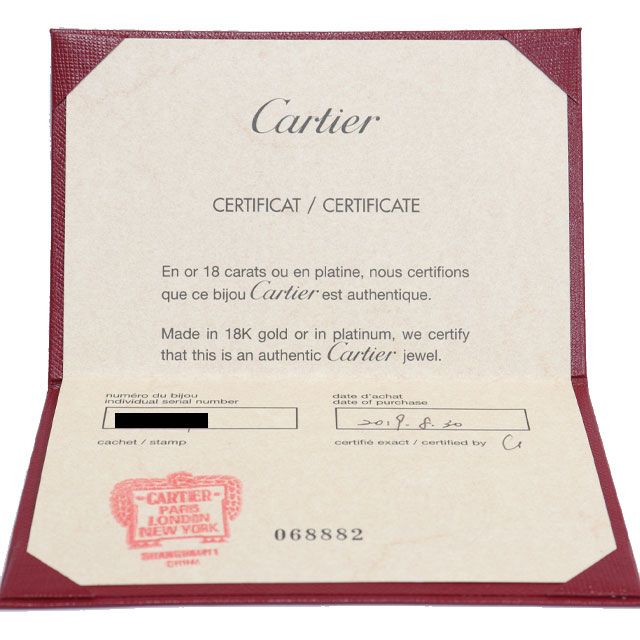 Cartier
CERTIFICAT / CERTIFICATE
En or 18 carats ou en platine, nous certifions
que ce bijou Cartier est authentique.
Made in 18K gold or in platinum, we certify
that this is an authentic Cartier jewel.
numéro du bijou
individual serial number
date d'achat
date of purchase
2019.8.30
cachet / stamp
certifié exact / certified by
CARTIER
PARIS
LONDON
NEW YORK
CHINA
068882